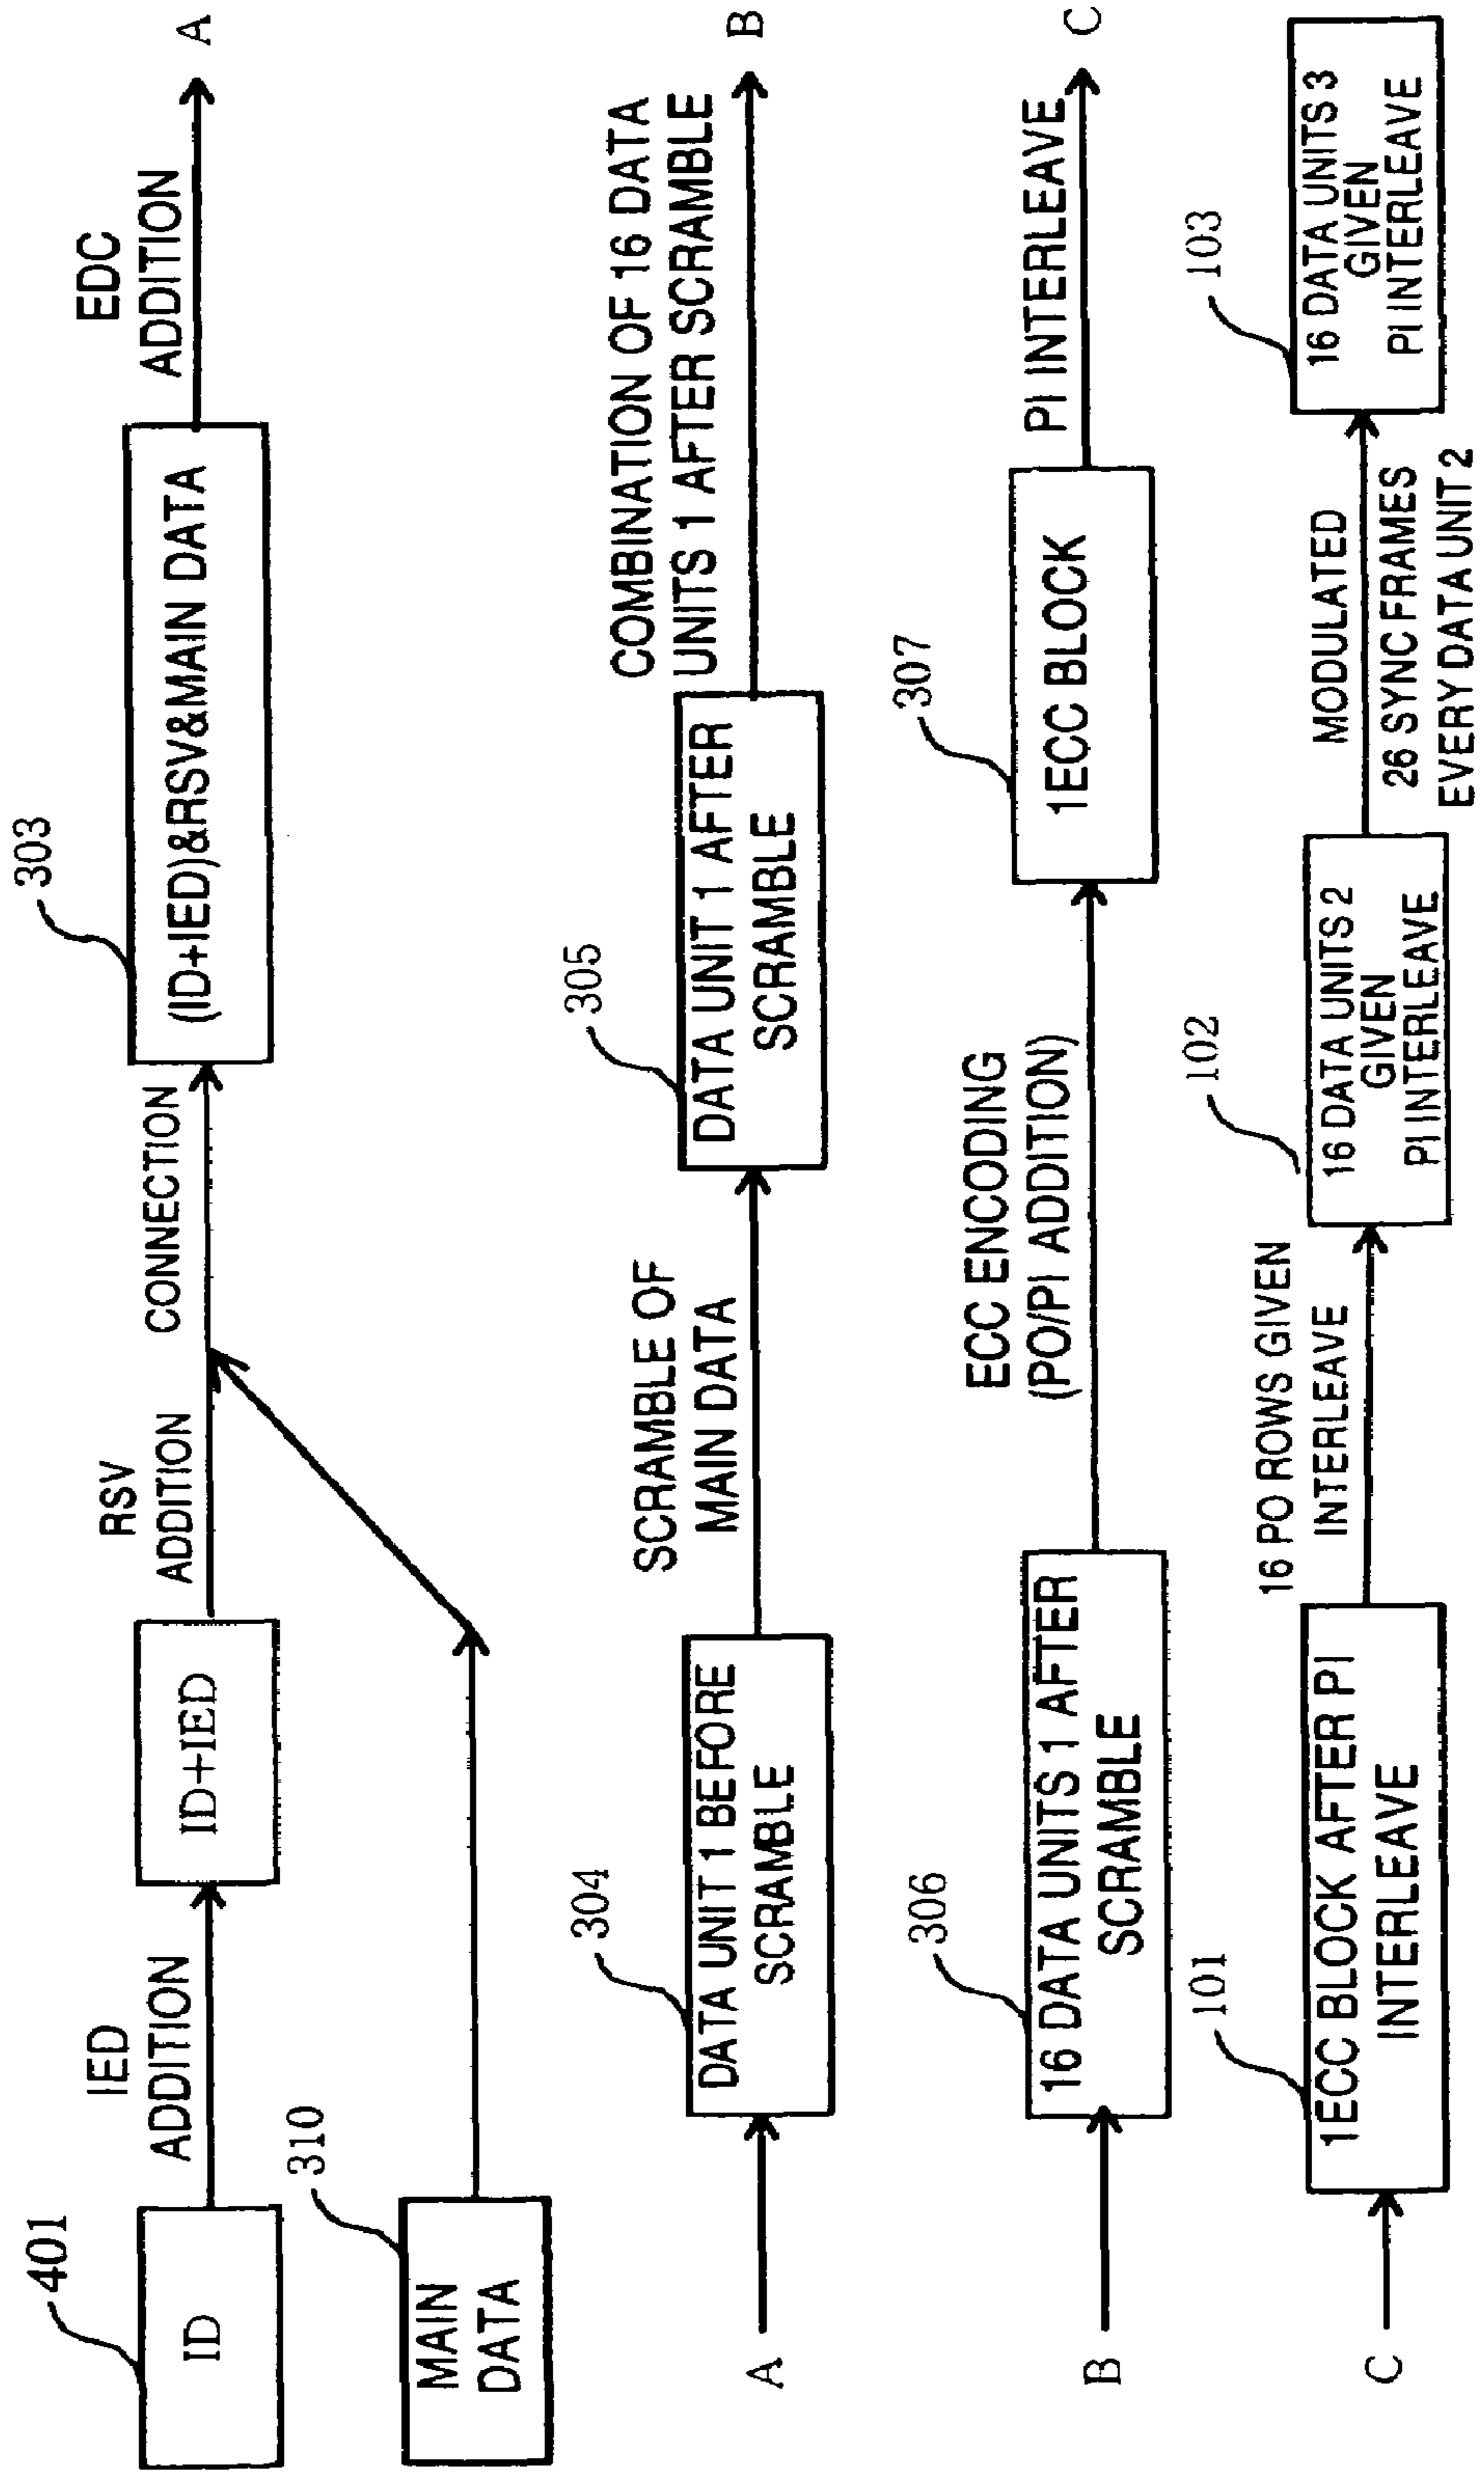 401
ID
IED
ADDITION
ID+IED
RSV
ADDITION
CONNECTION
303
(ID+IED)&RSV&MAIN DATA
EDC
ADDITION
A
310
MAIN
DATA
A
304
DATA UNIT 1 BEFORE
SCRAMBLE
SCRAMBLE OF
MAIN DATA
305
DATA UNIT 1 AFTER
SCRAMBLE
COMBINATION OF 16 DATA
UNITS 1 AFTER SCRAMBLE
B
B
306
16 DATA UNITS 1 AFTER
SCRAMBLE
ECC ENCODING
(PO/PI ADDITION)
307
1ECC BLOCK
PI INTERLEAVE
C
C
101
1ECC BLOCK AFTER PI
INTERLEAVE
16 PO ROWS GIVEN
INTERLEAVE
102
16 DATA UNITS 2
GIVEN
PI INTERLEAVE
MODULATED
26 SYNC FRAMES
EVERY DATA UNIT 2
103
16 DATA UNITS 3
GIVEN
PI INTERLEAVE